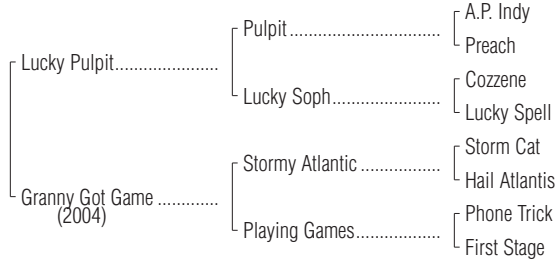 A.P. Indy
Pulpit
Preach
Lucky Pulpit
Cozzene
Lucky Soph
Lucky Spell
Storm Cat
Stormy Atlantic
Hail Atlantis
Granny Got Game
(2004)
Phone Trick
Playing Games
First Stage